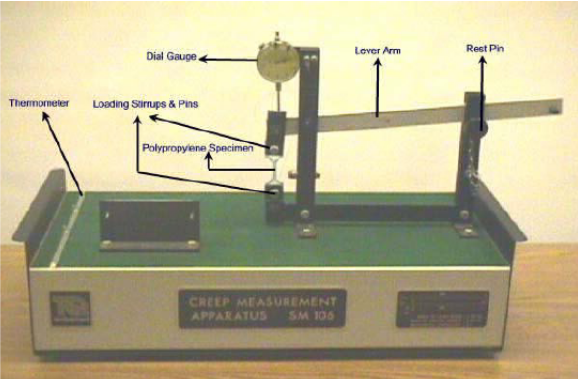 Dial Gauge
Lever Arm
Rest Pin
Thermometer
Loading Stirrups & Pins
Polypropylene Specimen
CREEP MEASUREMENT
APPARATUS SM 106